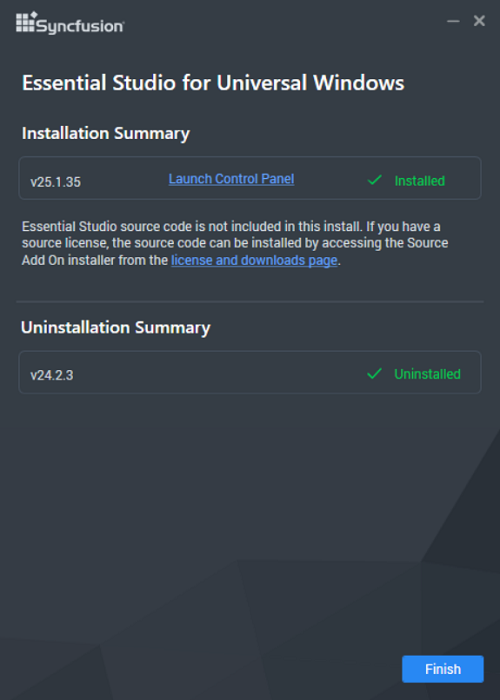 Syncfusion
Essential Studio for Universal Windows
Installation Summary
v25.1.35 Launch Control Panel Installed
Essential Studio source code is not included in this install. If you have a
source license, the source code can be installed by accessing the Source
Add On installer from the license and downloads page.
Uninstallation Summary
v24.2.3 Uninstalled
Finish